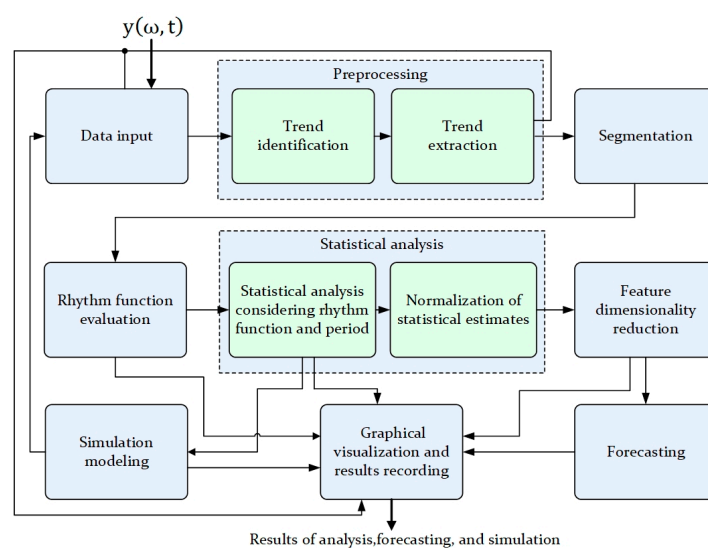 y(ω,t)
Preprocessing
Data input
Trend
identification
Trend
extraction
Segmentation
Statistical analysis
Rhythm function
evaluation
Statistical analysis
considering rhythm
function and period
Normalization of
statistical estimates
Feature
dimensionality
reduction
Simulation
modeling
Graphical
visualization and
results recording
Forecasting
Results of analysis,forecasting, and simulation